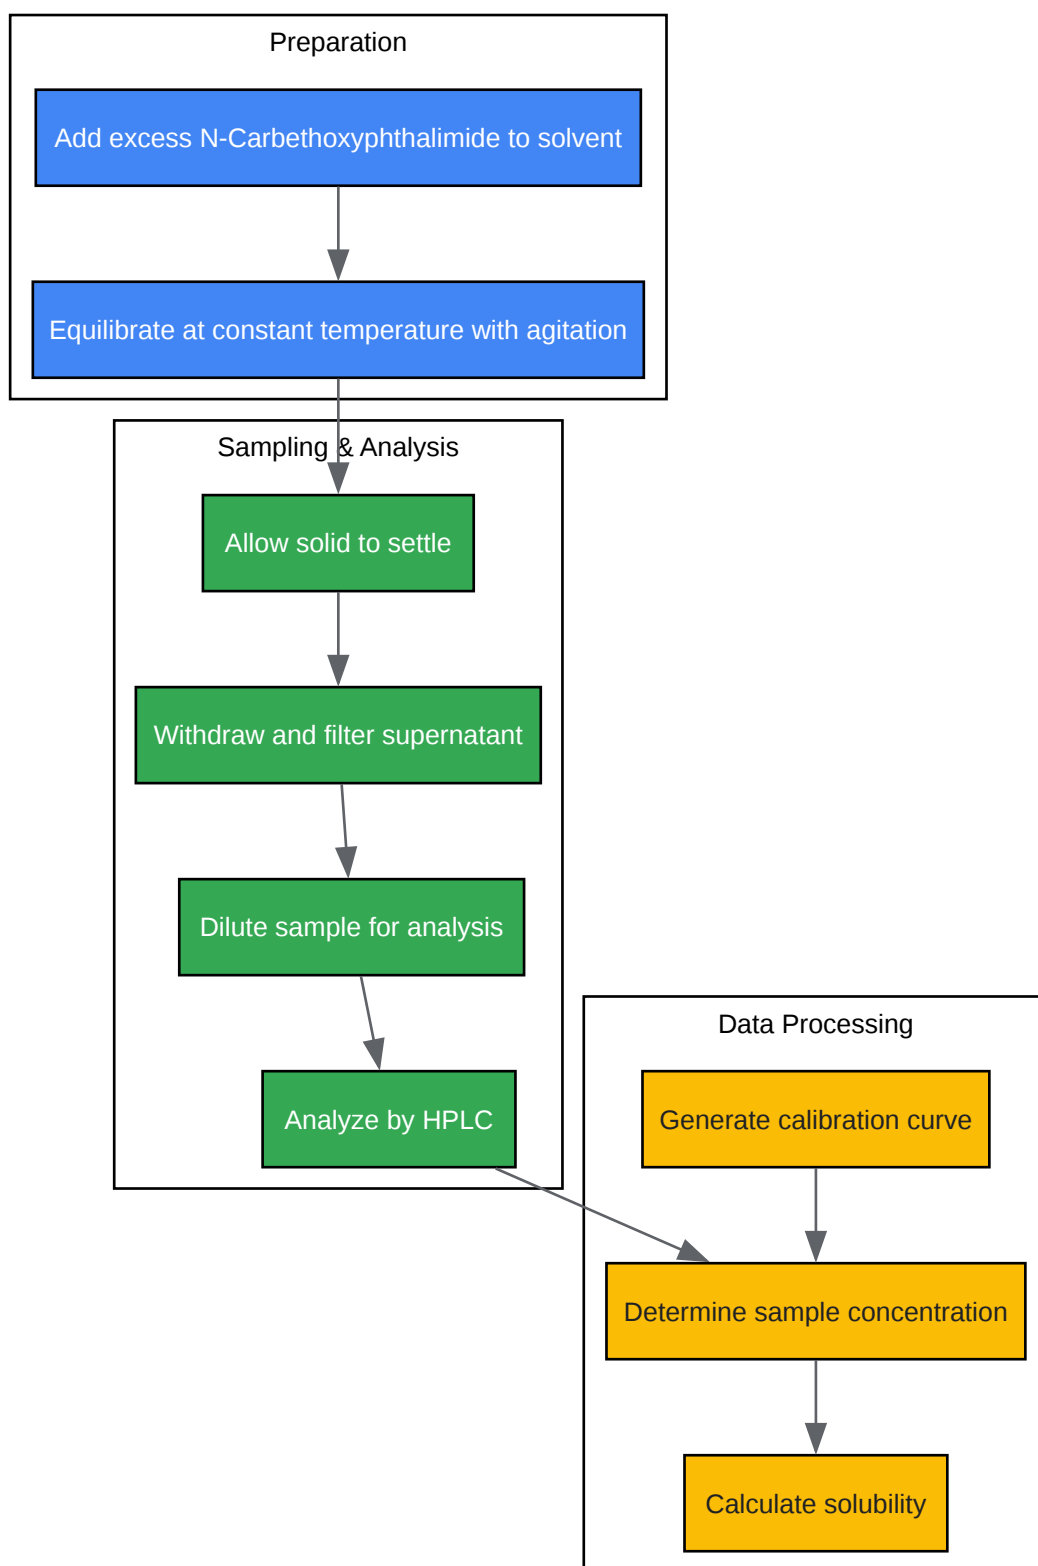 Preparation
Add excess N-Carbethoxyphthalimide to solvent
Equilibrate at constant temperature with agitation
Sampling & Analysis
Allow solid to settle
Withdraw and filter supernatant
Dilute sample for analysis
Analyze by HPLC
Data Processing
Generate calibration curve
Determine sample concentration
Calculate solubility